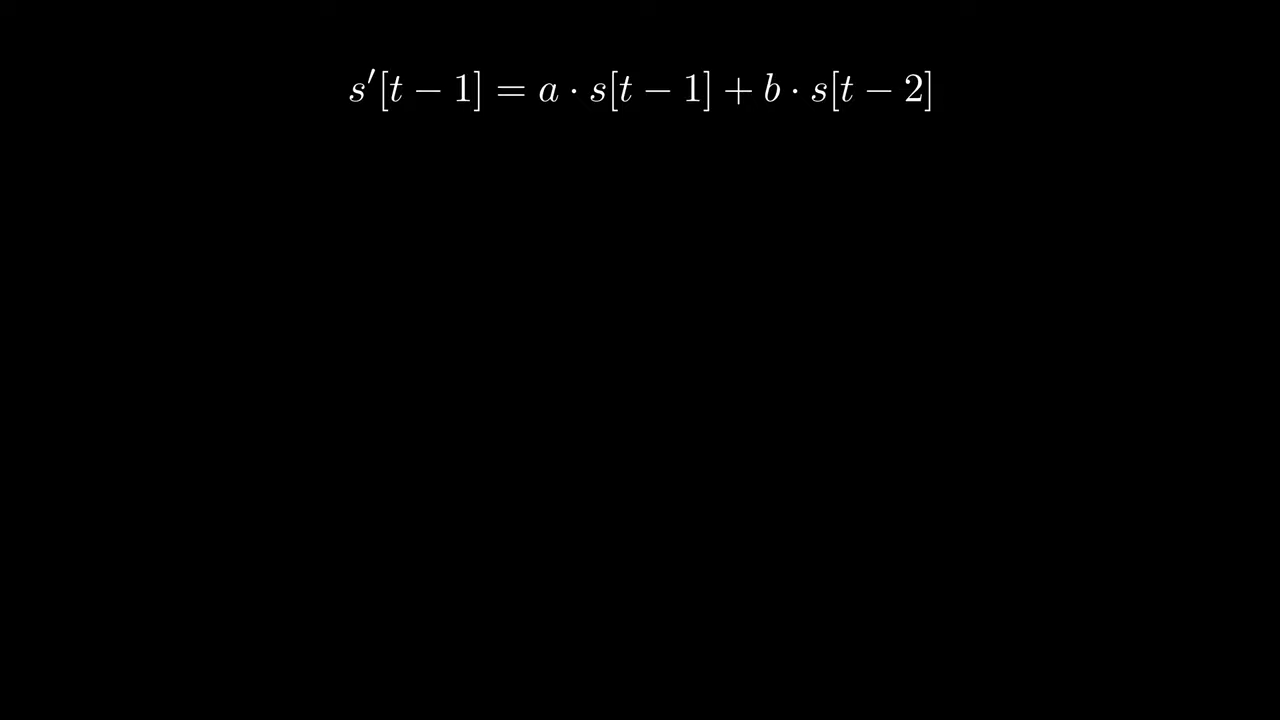 s′[t − 1] = a · s[t − 1] + b · s[t − 2]